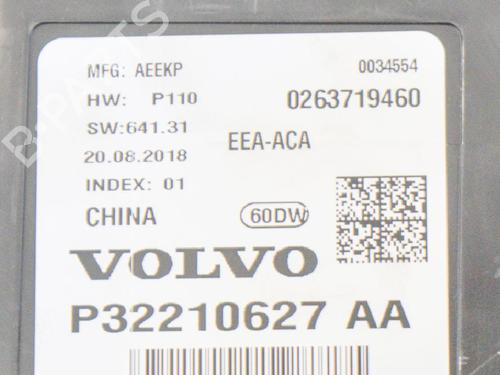 MFG: AEEKP 0034554
HW: P110 0263719460
SW:641.31 EEA-ACA
20.08.2018
INDEX: 01
CHINA 60DW
VOLVO
P32210627 AA
B-PARTS